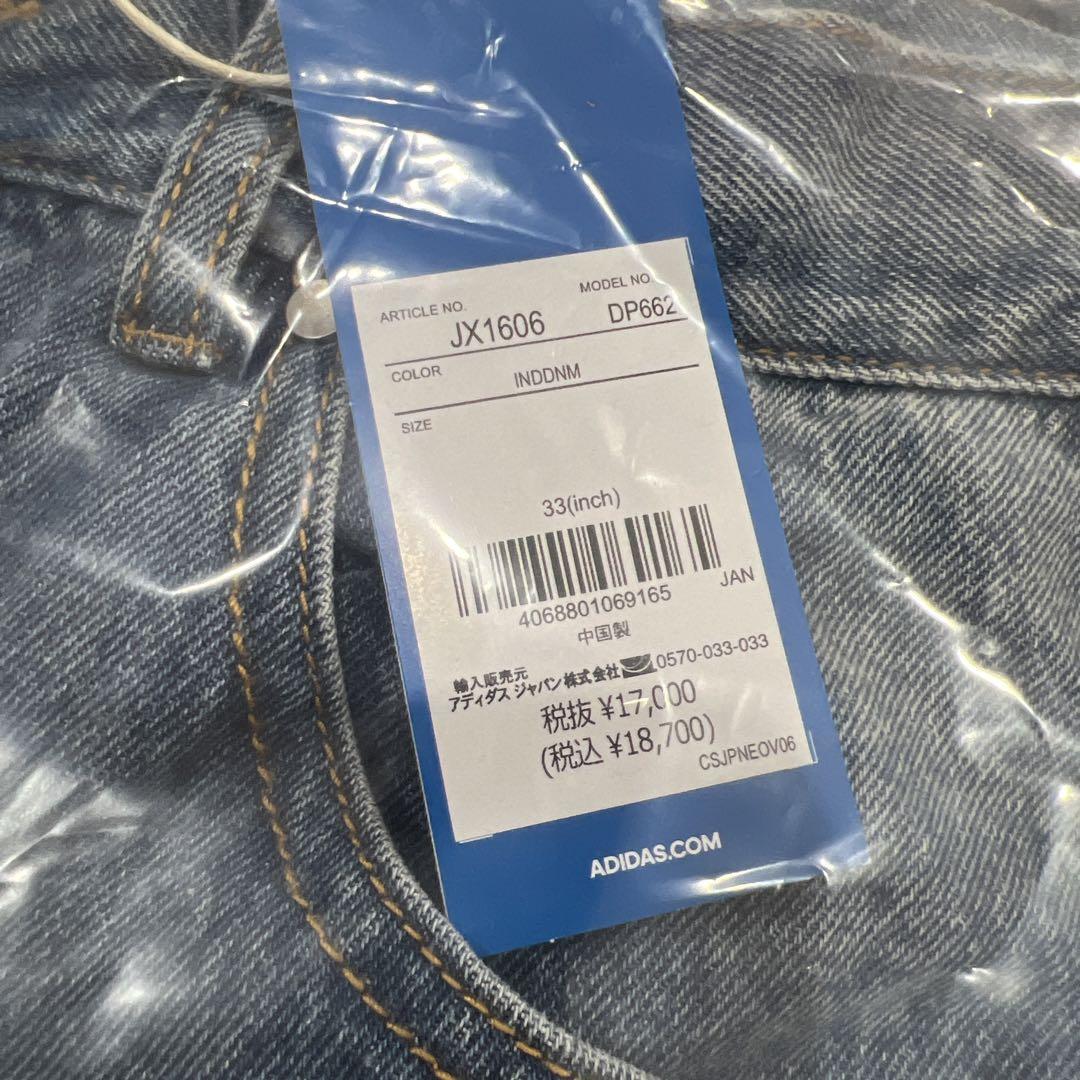 ARTICLE NO. MODEL NO
JX1606 DP662
COLOR INDDNM
SIZE
33(inch)
4068801069165 JAN
中国製
輸入販売元
アディダス ジャパン株式会社 0570-033-033
税抜 ¥17,000
(税込 ¥18,700)
CSJPNEOV06
ADIDAS.COM